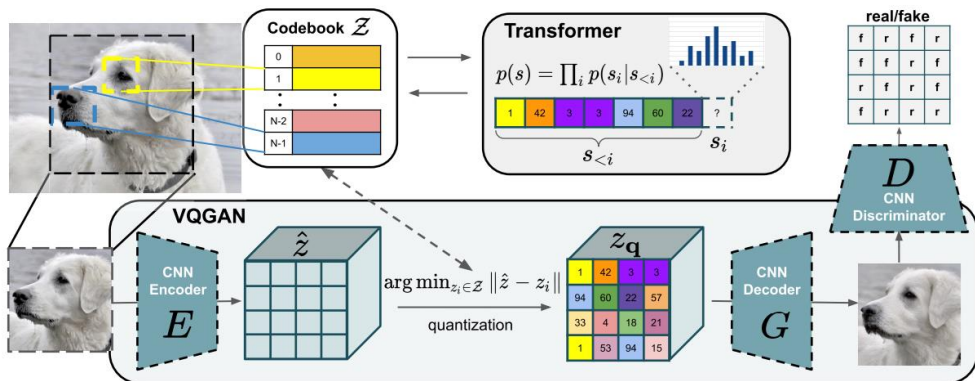 Codebook 𝒵
0
1
N-2
N-1
Transformer
p(s) = ∏ᵢ p(sᵢ|s<ᵢ)
1 42 3 3 94 60 22 ?
s<ᵢ sᵢ
real/fake
f r f r
f f r r
r f r f
r r r r
D
CNN
Discriminator
VQGAN
CNN
Encoder
E
ẑ
arg min_{zᵢ∈𝒵} ‖ẑ − zᵢ‖
quantization
z_q
1 42 3 3
94 60 22 57
33 4 18 21
1 53 94 15
CNN
Decoder
G